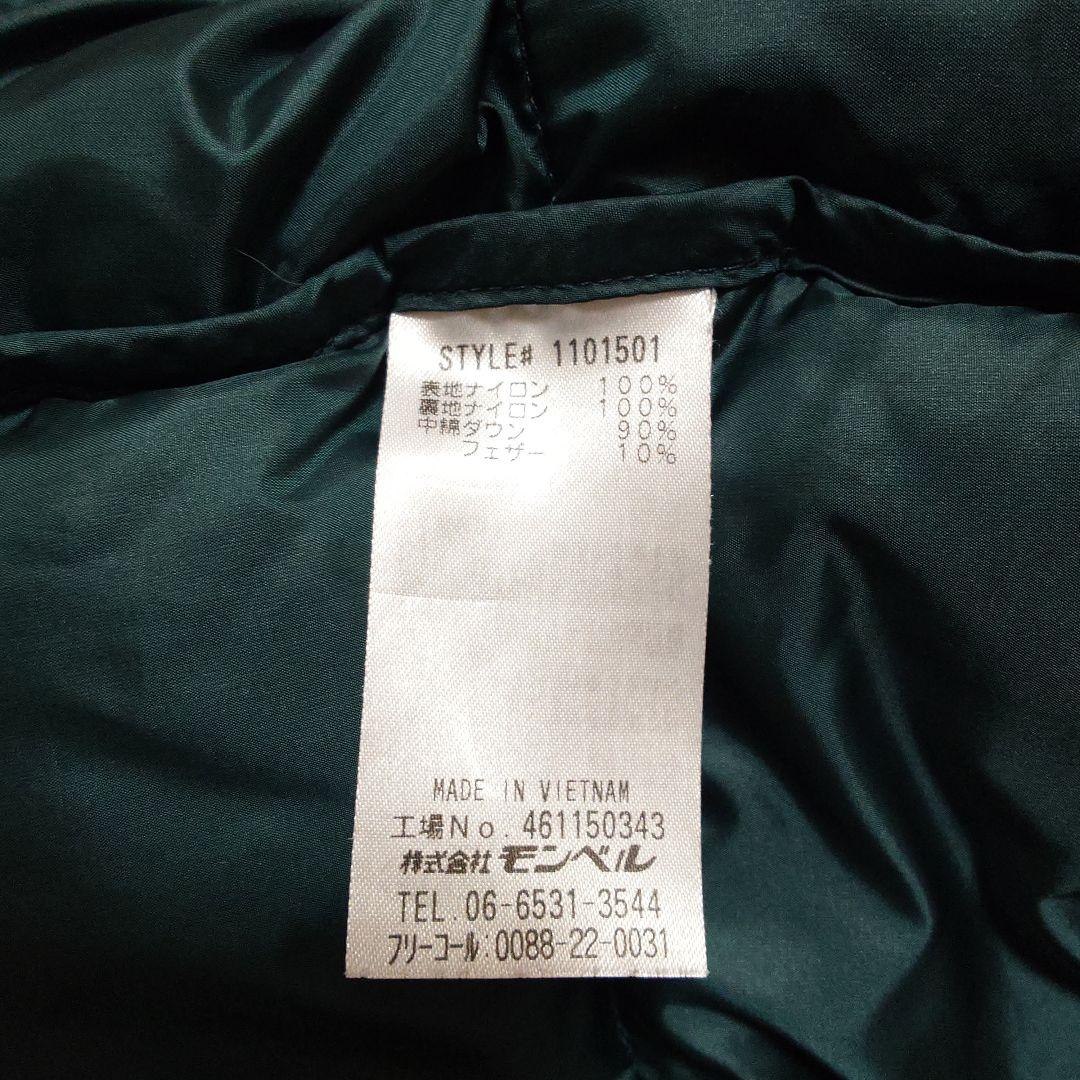 STYLE# 1101501
表地ナイロン 100%
裏地ナイロン 100%
中綿ダウン 90%
フェザー 10%
MADE IN VIETNAM
工場No. 461150343
株式会社 モンベル
TEL. 06-6531-3544
フリーコール:0088-22-0031